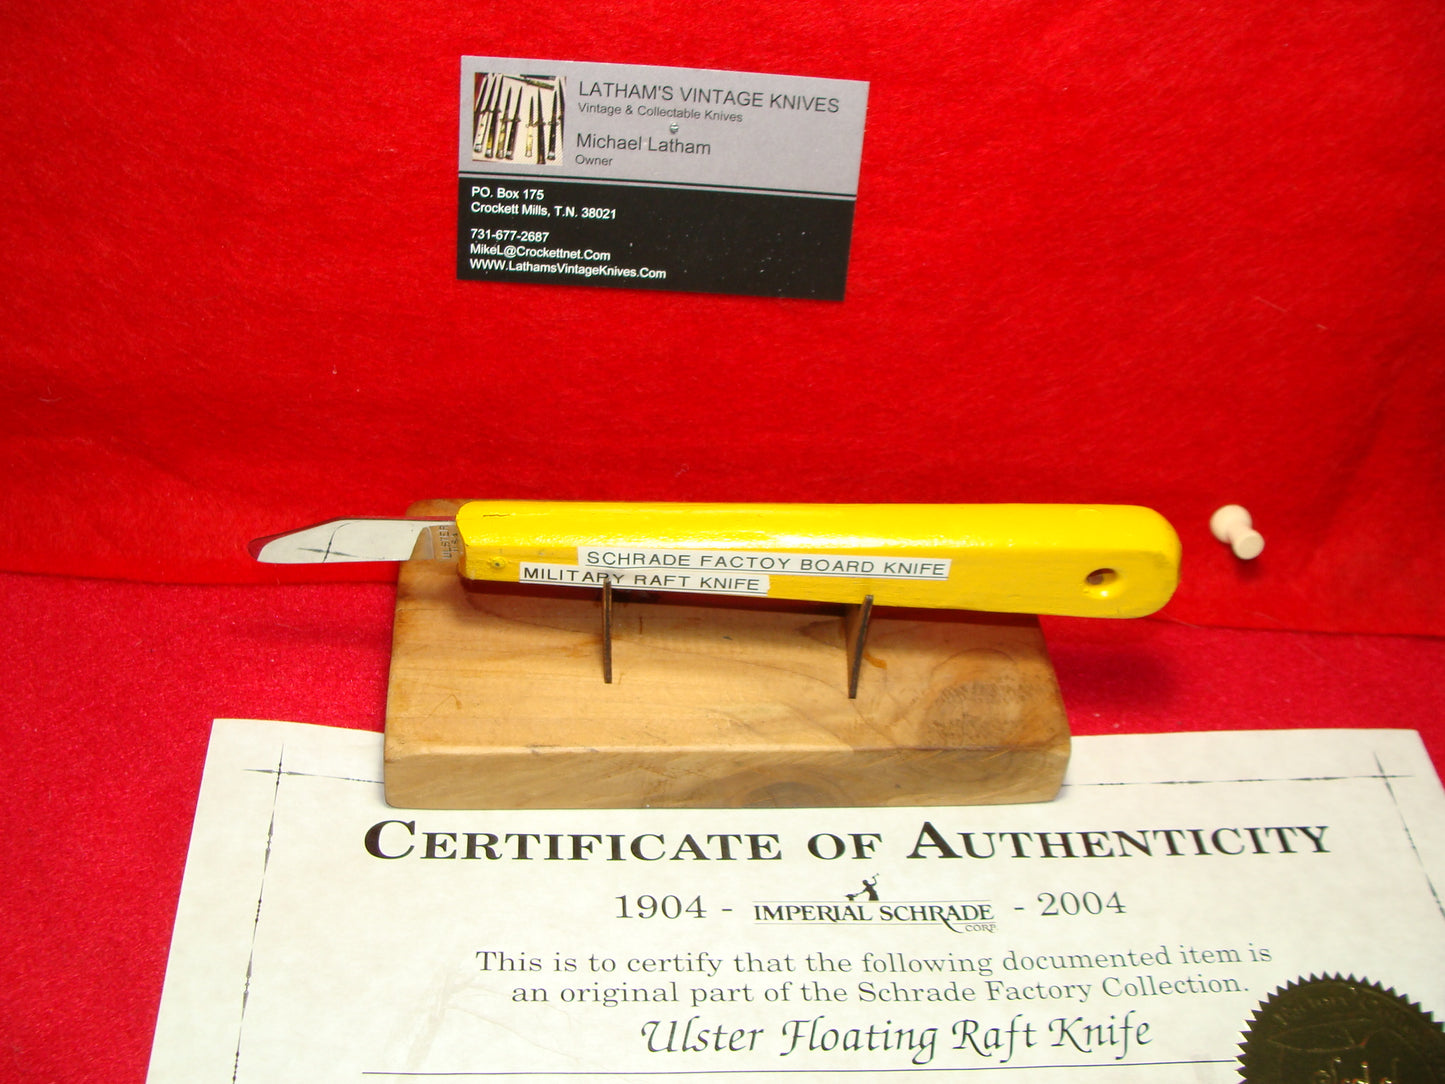 LATHAM'S VINTAGE KNIVES
Vintage & Collectable Knives
Michael Latham
Owner
PO. Box 175
Crockett Mills, T.N. 38021
731-677-2687
MikeL@Crockettnet.Com
WWW.LathamsVintageKnives.Com
ULSTER
USA
SCHRADE FACTOY BOARD KNIFE
MILITARY RAFT KNIFE
CERTIFICATE OF AUTHENTICITY
1904 - IMPERIAL SCHRADE CORP. - 2004
This is to certify that the following documented item is
an original part of the Schrade Factory Collection.
Ulster Floating Raft Knife